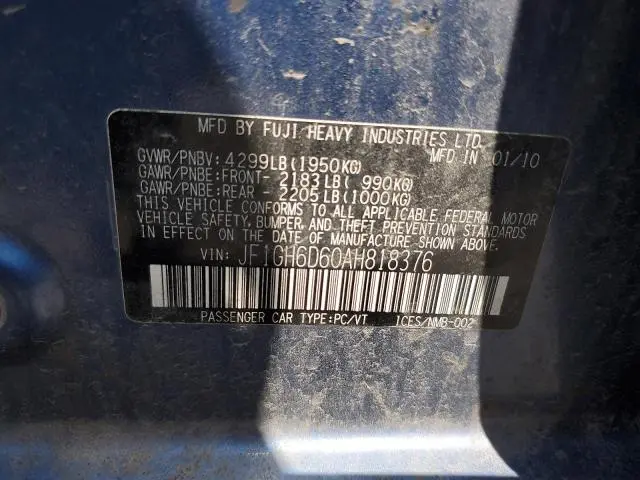 MFD BY FUJI HEAVY INDUSTRIES LTD.
MFD IN 01/10
GVWR/PNBV: 4299LB(1950KG)
GAWR/PNBE:FRONT- 2183LB( 990KG)
GAWR/PNBE:REAR - 2205LB(1000KG)
THIS VEHICLE CONFORMS TO ALL APPLICABLE FEDERAL MOTOR
VEHICLE SAFETY, BUMPER, AND THEFT PREVENTION STANDARDS
IN EFFECT ON THE DATE OF MANUFACTURE SHOWN ABOVE.
VIN: JF1GH6D60AH818376
PASSENGER CAR TYPE:PC/VT ICES/NMB-002